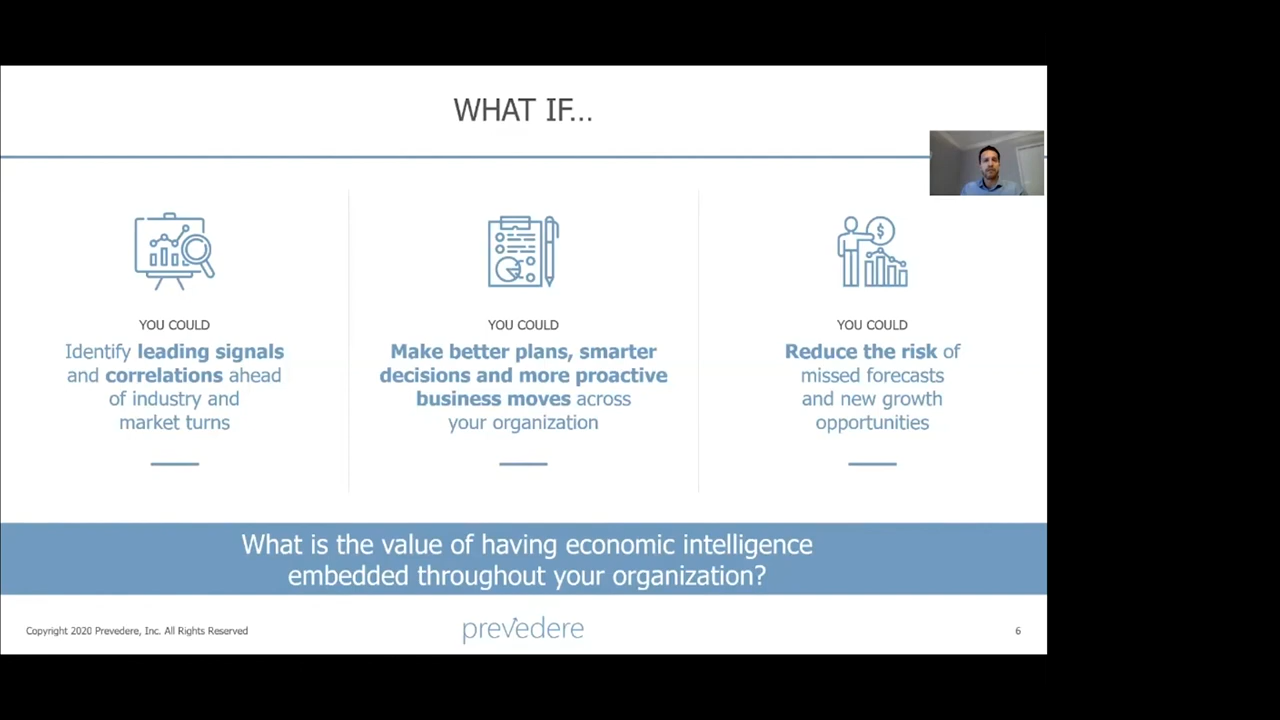 WHAT IF...
YOU COULD
Identify leading signals
and correlations ahead
of industry and
market turns
YOU COULD
Make better plans, smarter
decisions and more proactive
business moves across
your organization
$
YOU COULD
Reduce the risk of
missed forecasts
and new growth
opportunities
What is the value of having economic intelligence
embedded throughout your organization?
Copyright 2020 Prevedere, Inc. All Rights Reserved
prevedere
6